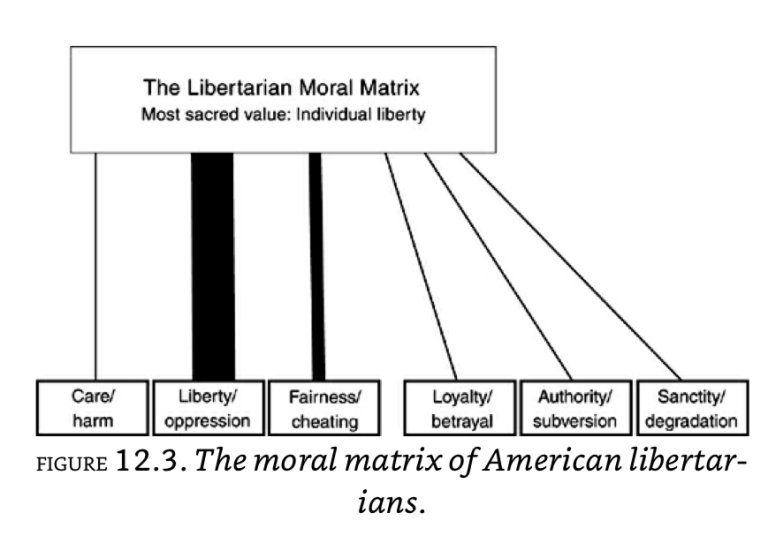 The Libertarian Moral Matrix
Most sacred value: Individual liberty
Care/
harm
Liberty/
oppression
Fairness/
cheating
Loyalty/
betrayal
Authority/
subversion
Sanctity/
degradation
FIGURE 12.3. The moral matrix of American libertar-
ians.